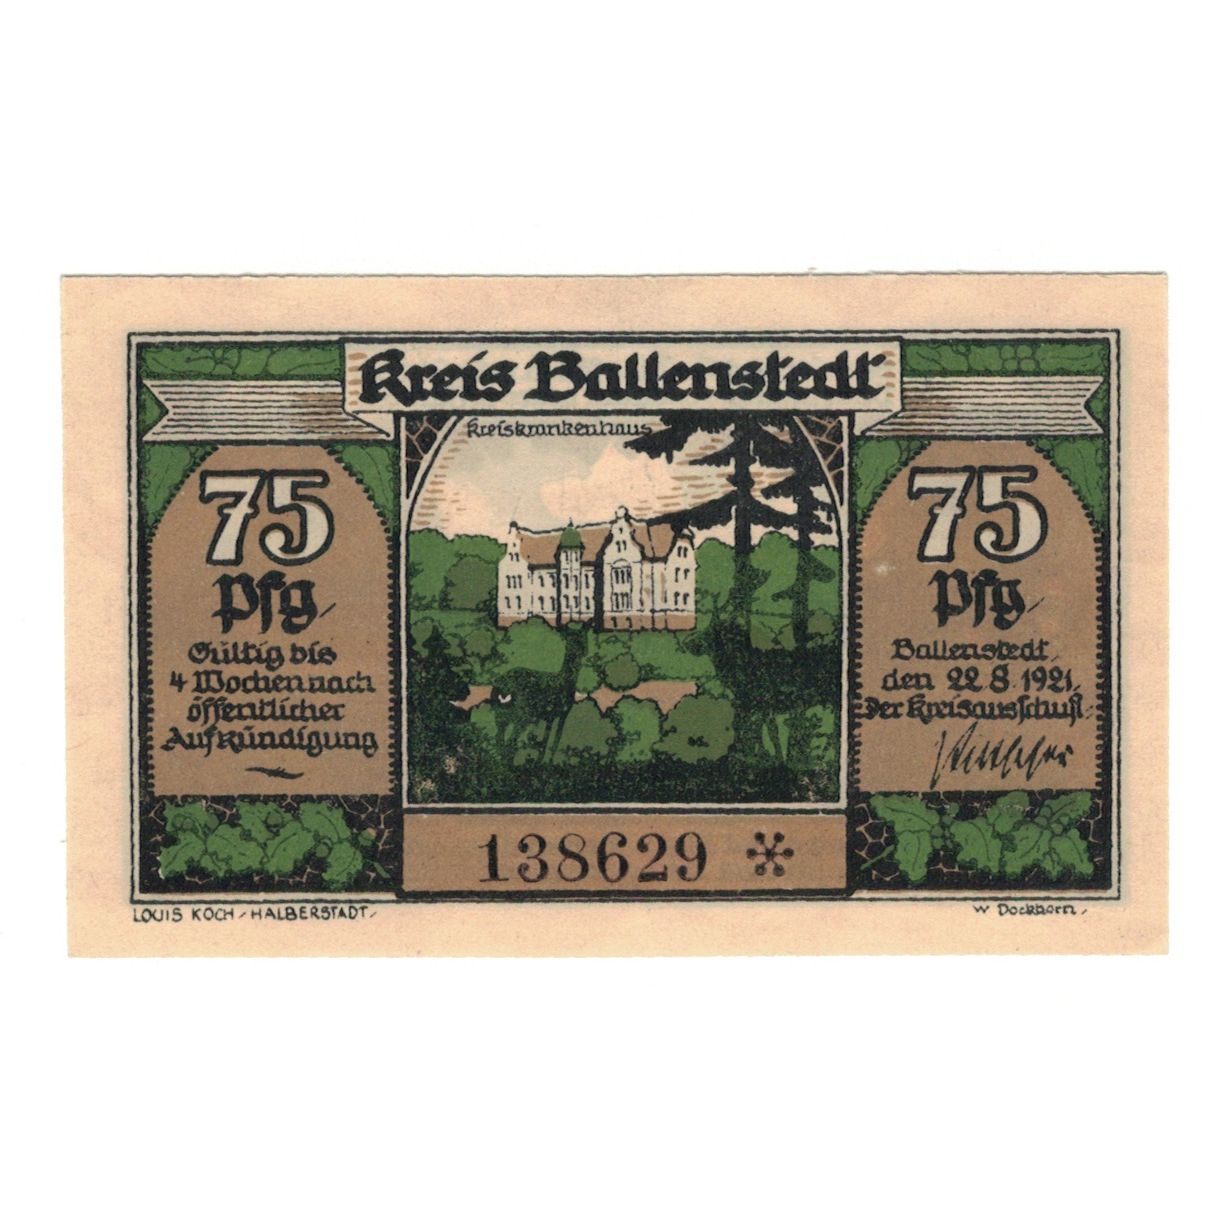 Kreis Ballenstedt
Kreiskrankenhaus
75
Pfg.
Gültig bis
4 Wochen nach
öffentlicher
Aufkündigung
75
Pfg.
Ballenstedt,
den 22.8.1921.
Der Kreisausschuß.
138629 *
LOUIS KOCH, HALBERSTADT,
W Dockhorn,